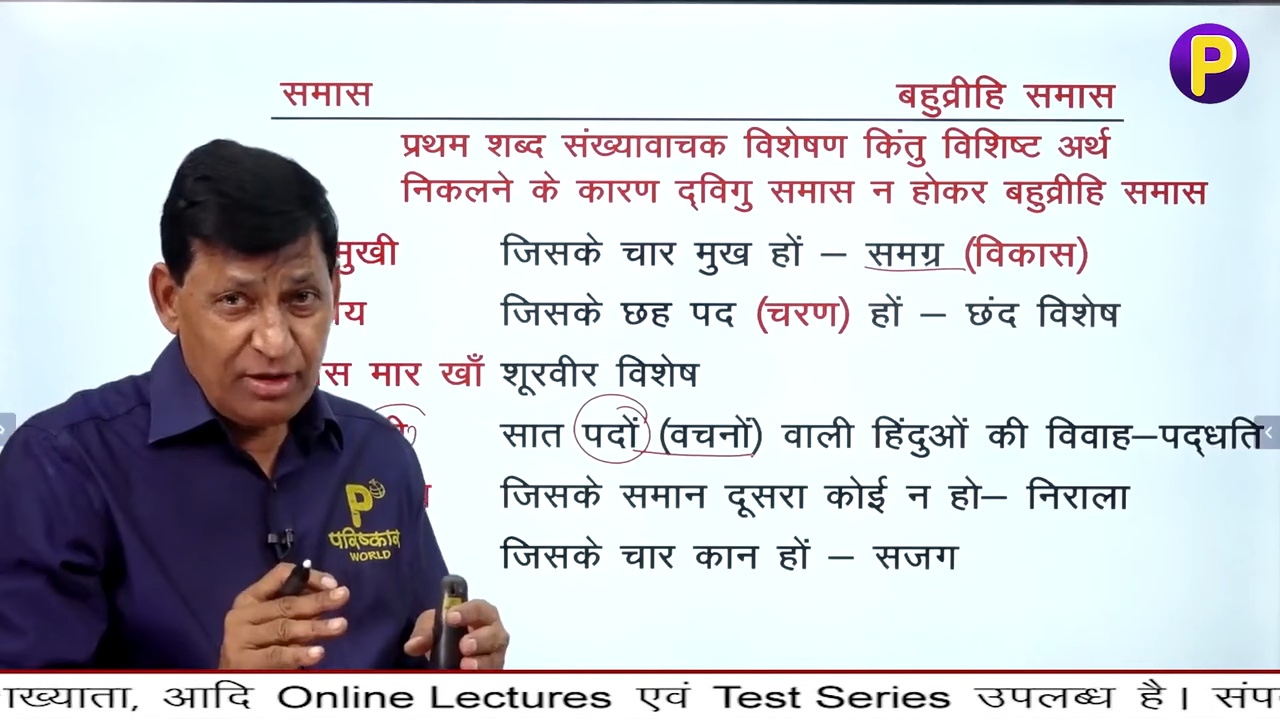 P
समास बहुव्रीहि समास
प्रथम शब्द संख्यावाचक विशेषण किंतु विशिष्ट अर्थ
निकलने के कारण द्विगु समास न होकर बहुव्रीहि समास
मुखी जिसके चार मुख हों – समग्र (विकास)
जिसके छह पद (चरण) हों – छंद विशेष
मार खाँ शूरवीर विशेष
सात पदों (वचनों) वाली हिंदुओं की विवाह–पद्धति
जिसके समान दूसरा कोई न हो– निराला
जिसके चार कान हों – सजग
P
परिष्कार
WORLD
आदि Online Lectures एवं Test Series उपलब्ध है।